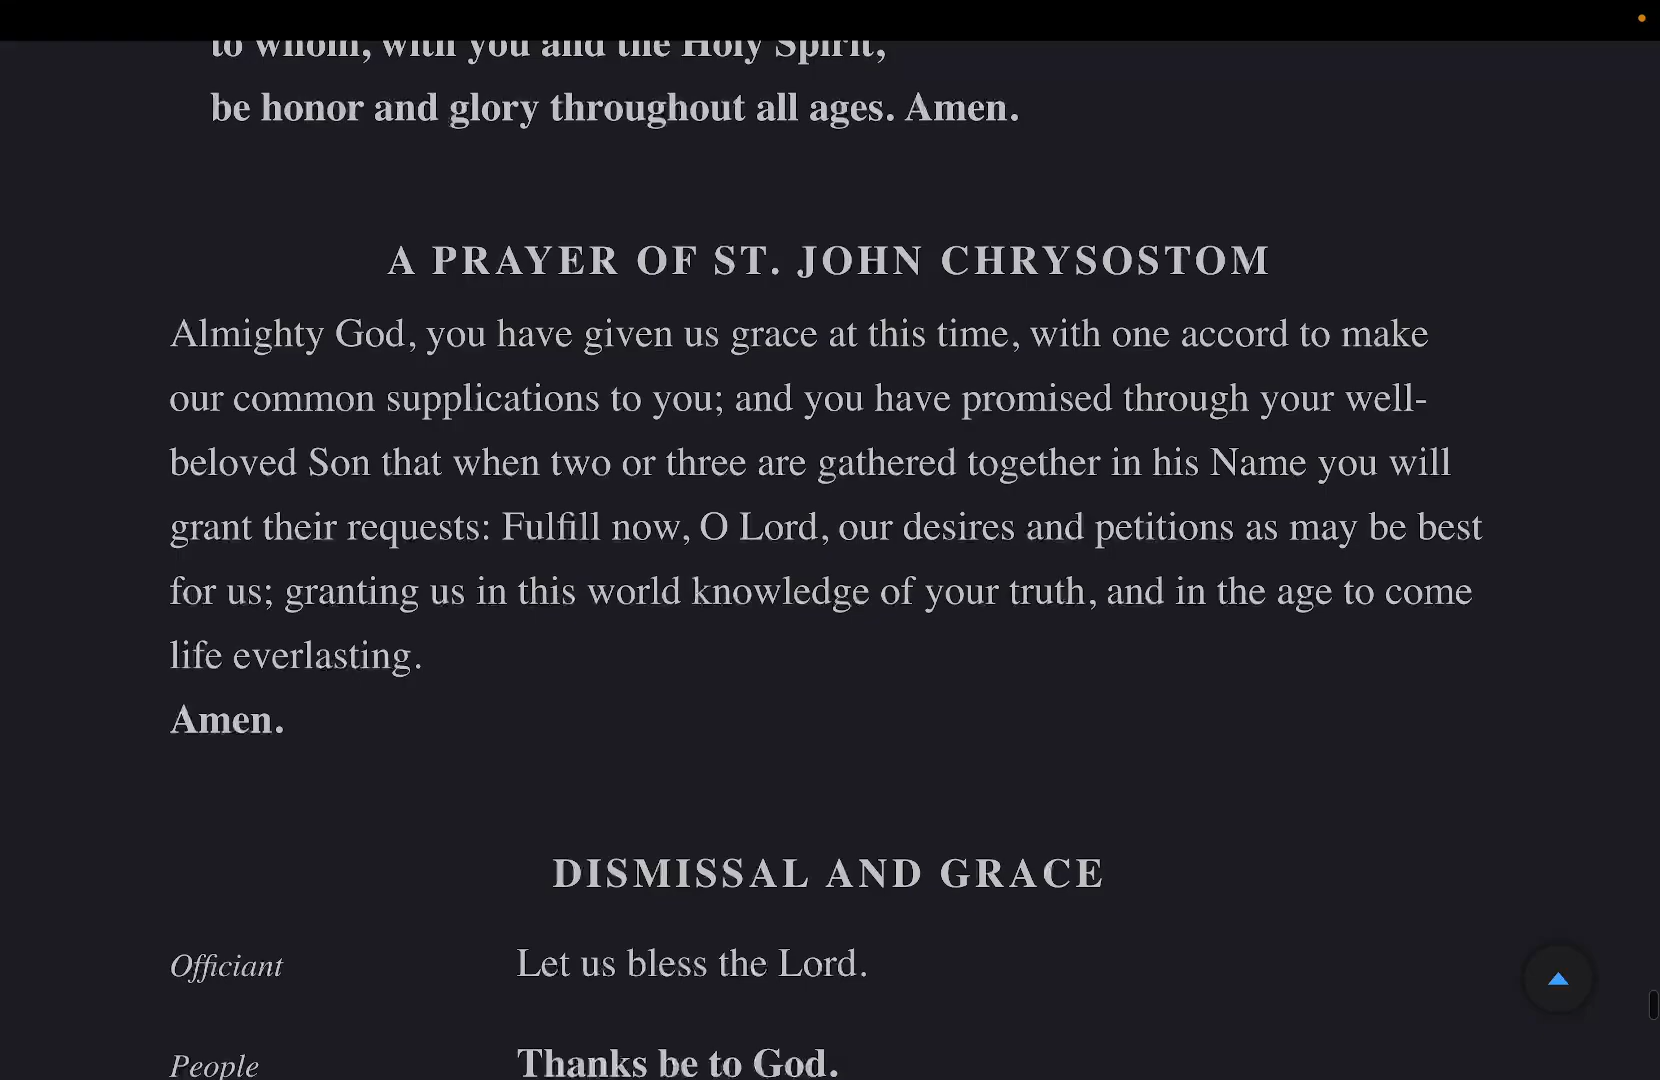 to whom, with you and the Holy Spirit,
be honor and glory throughout all ages. Amen.
A PRAYER OF ST. JOHN CHRYSOSTOM
Almighty God, you have given us grace at this time, with one accord to make
our common supplications to you; and you have promised through your well-
beloved Son that when two or three are gathered together in his Name you will
grant their requests: Fulfill now, O Lord, our desires and petitions as may be best
for us; granting us in this world knowledge of your truth, and in the age to come
life everlasting.
Amen.
DISMISSAL AND GRACE
Officiant Let us bless the Lord.
People Thanks be to God.